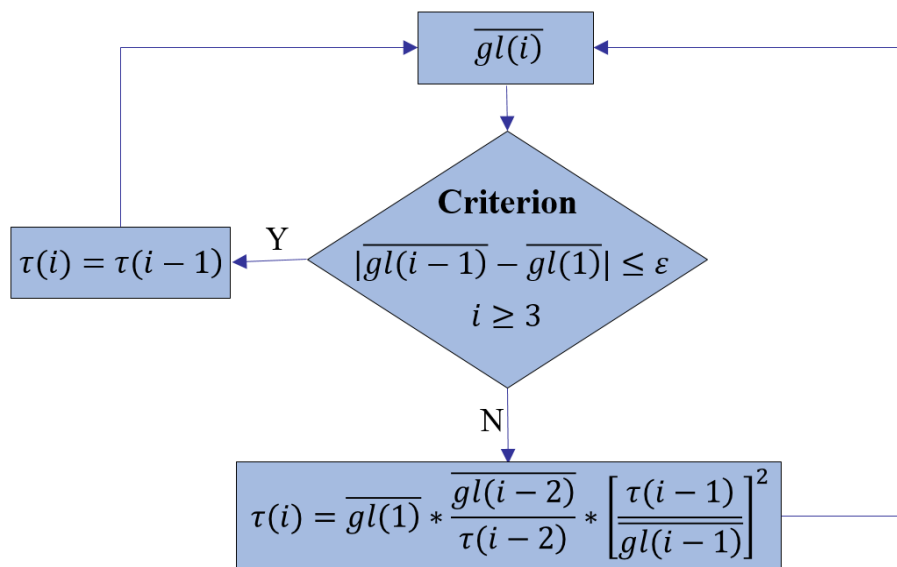 $\overline{gl(i)}$
Criterion
$|\overline{gl(i-1)} - \overline{gl(1)}| \leq \varepsilon$
$i \geq 3$
Y
$\tau(i) = \tau(i-1)$
N
$\tau(i) = \overline{gl(1)} * \frac{\overline{gl(i-2)}}{\tau(i-2)} * \left[\frac{\tau(i-1)}{\overline{\overline{gl(i-1)}}}\right]^2$